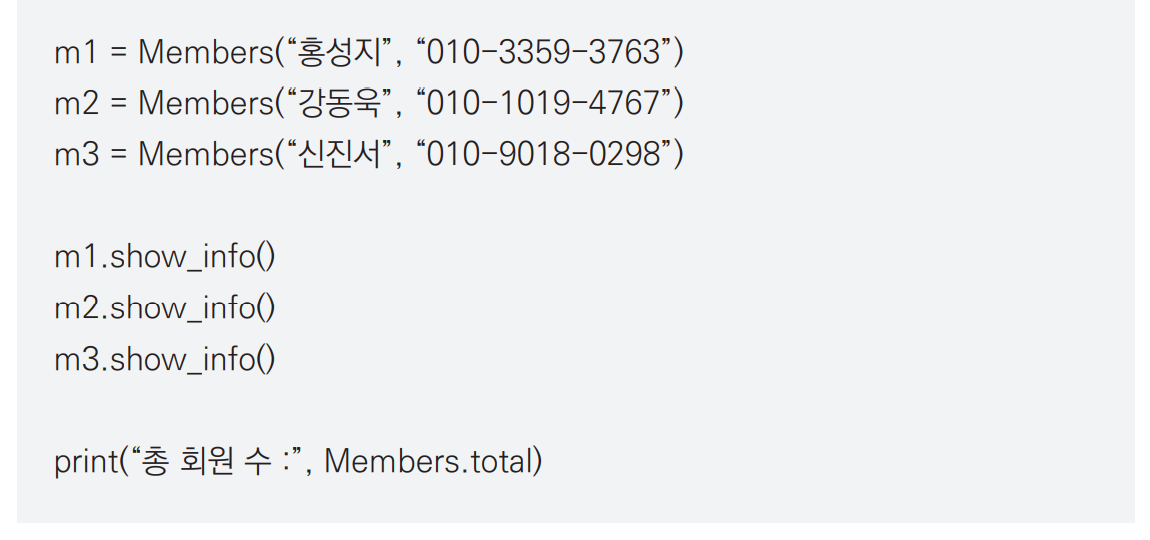 m1 = Members(“홍성지”, “010-3359-3763”)
m2 = Members(“강동욱”, “010-1019-4767”)
m3 = Members(“신진서”, “010-9018-0298”)
m1.show_info()
m2.show_info()
m3.show_info()
print(“총 회원 수 :”, Members.total)